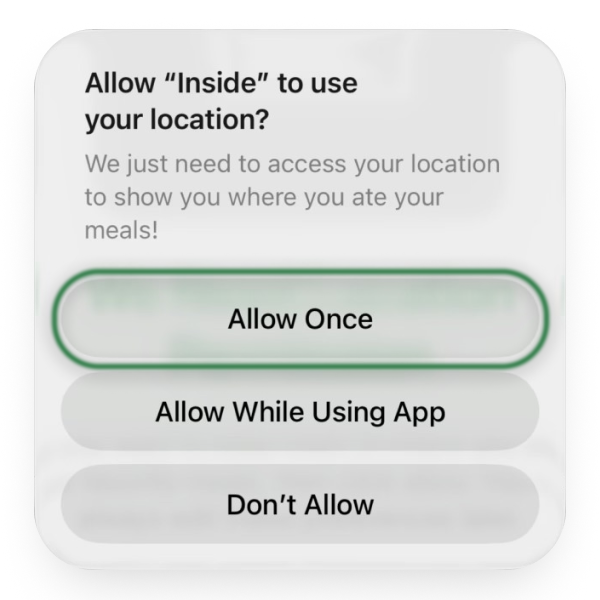 Allow “Inside” to use
your location?
We just need to access your location
to show you where you ate your
meals!
Allow Once
Allow While Using App
Don’t Allow